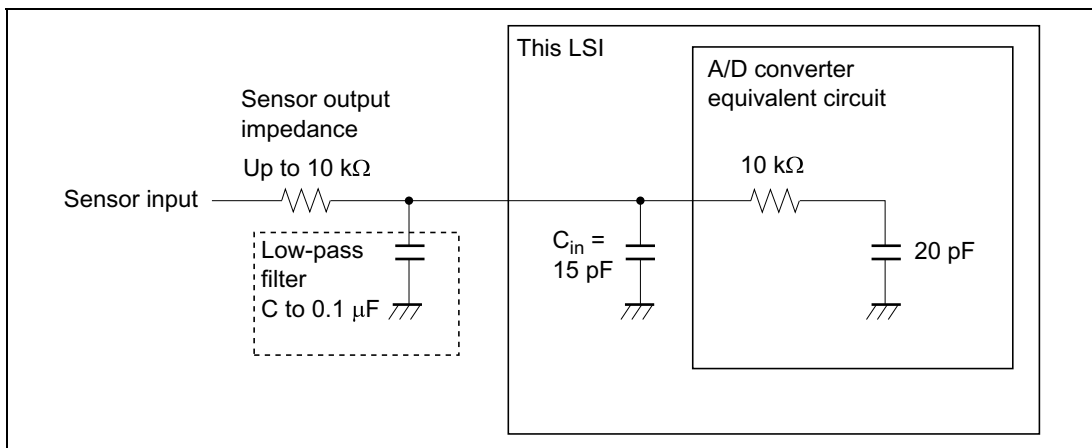 This LSI
A/D converter
equivalent circuit
Sensor output
impedance
Up to 10 kΩ
10 kΩ
Sensor input
Low-pass
filter
C to 0.1 μF
Cin =
15 pF
20 pF